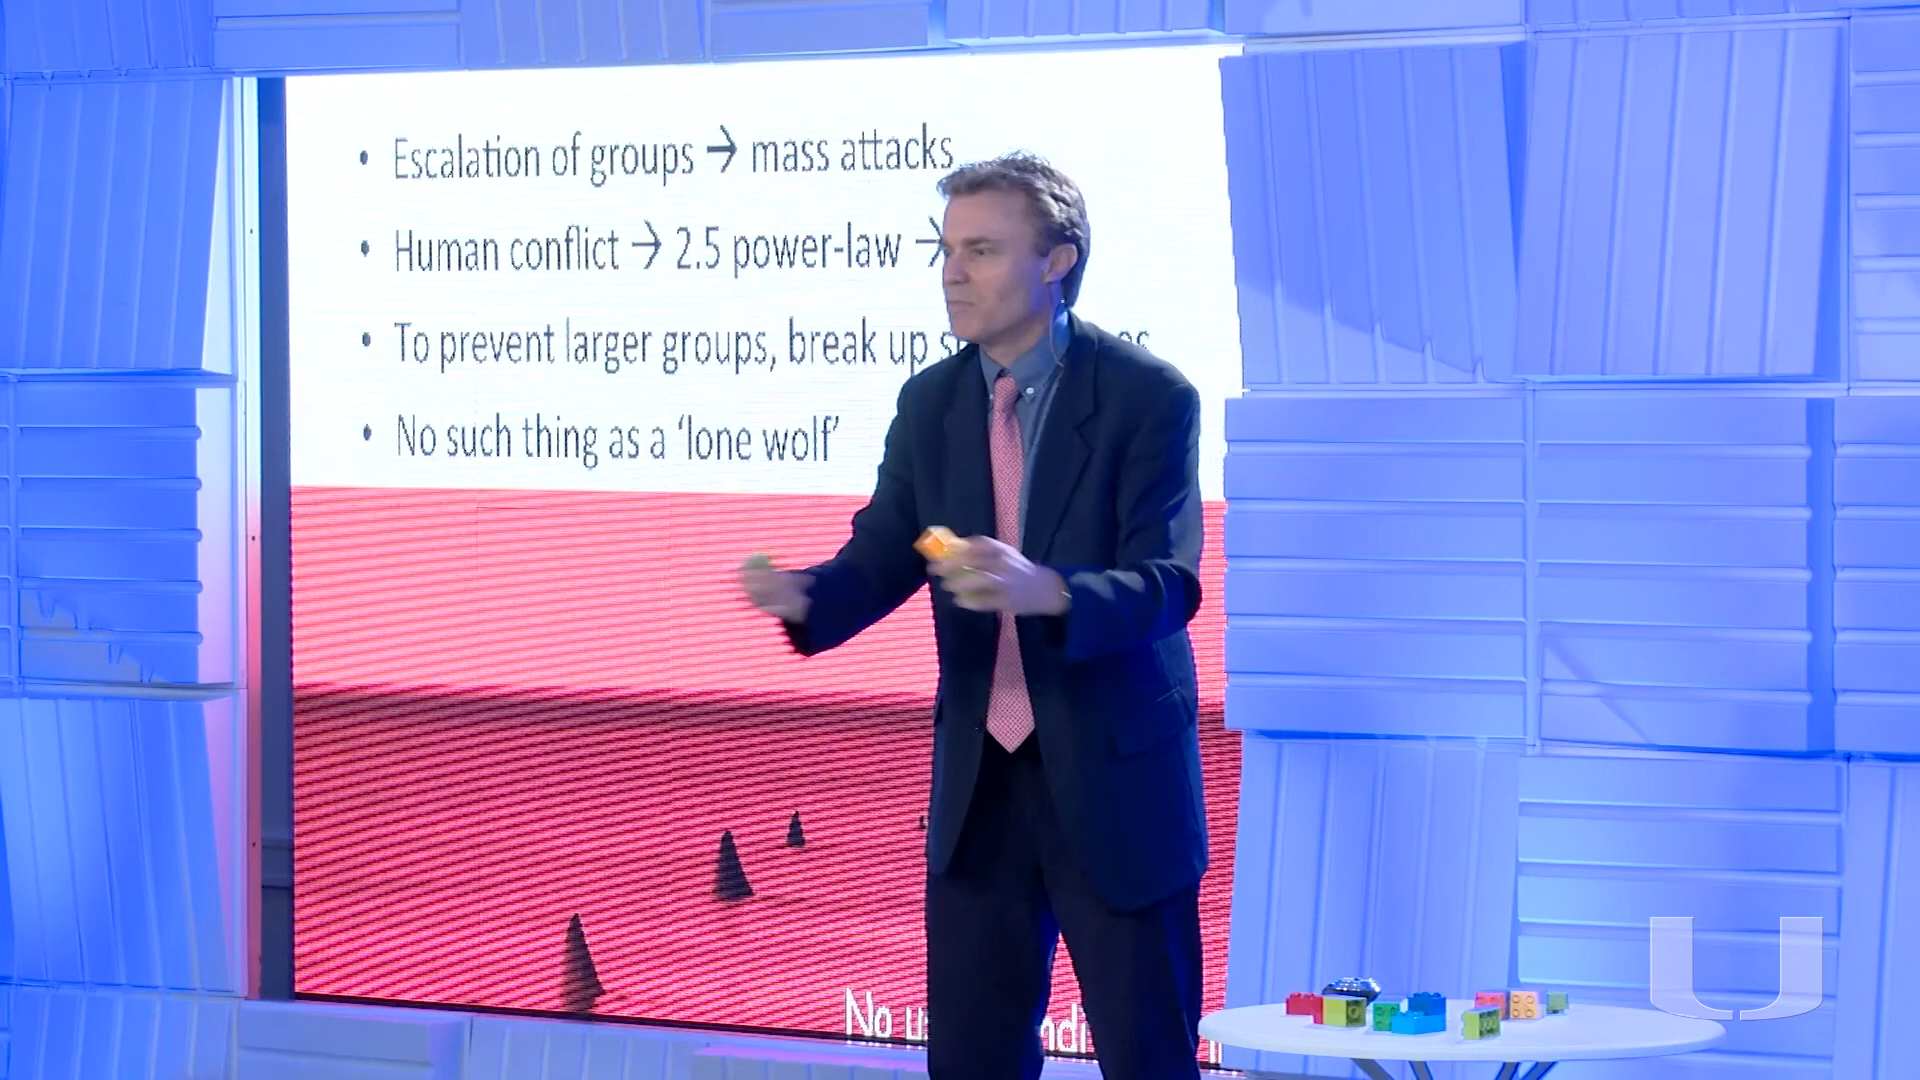 • Escalation of groups → mass attacks
• Human conflict → 2.5 power-law →
• To prevent larger groups, break up
• No such thing as a ‘lone wolf’
No
U